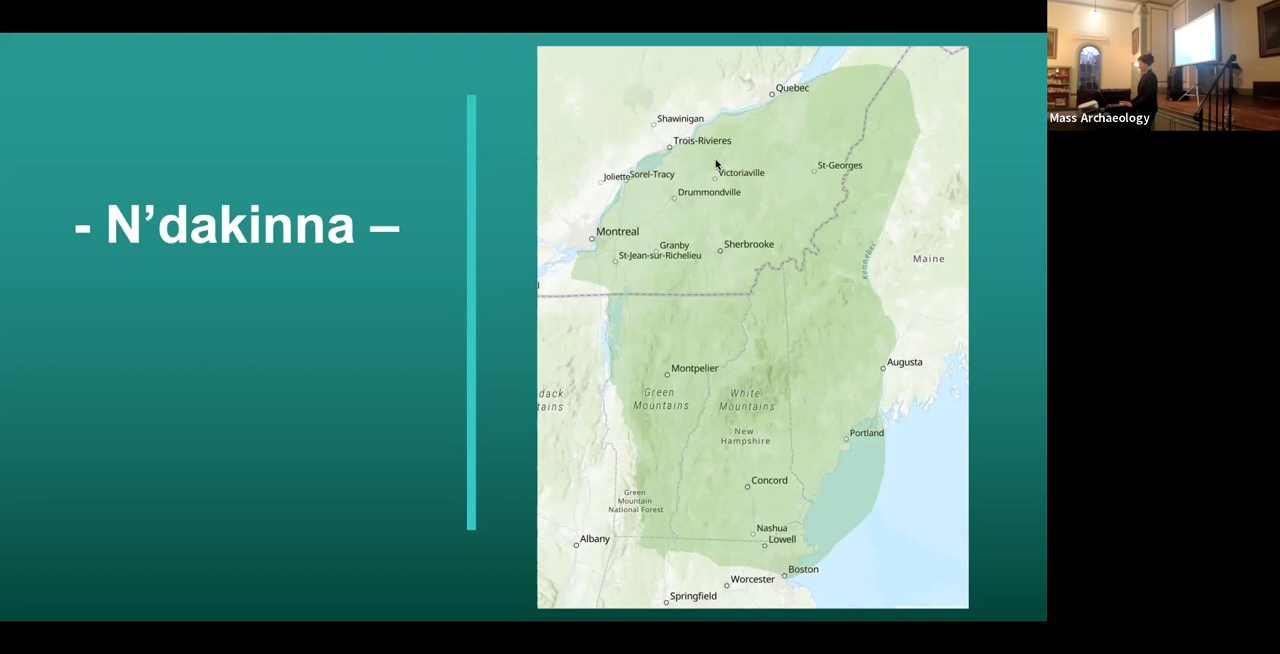 - N’dakinna –
Quebec
Shawinigan
Trois-Rivieres
St-Georges
Victoriaville
Joliette
Sorel-Tracy
Drummondville
Montreal
Granby
Sherbrooke
St-Jean-sur-Richelieu
Kennebec
Maine
Augusta
Montpelier
dack
tains
Green
Mountains
White
Mountains
New
Hampshire
Portland
Concord
Green
Mountain
National Forest
Nashua
Lowell
Albany
Boston
Worcester
Springfield
Mass Archaeology